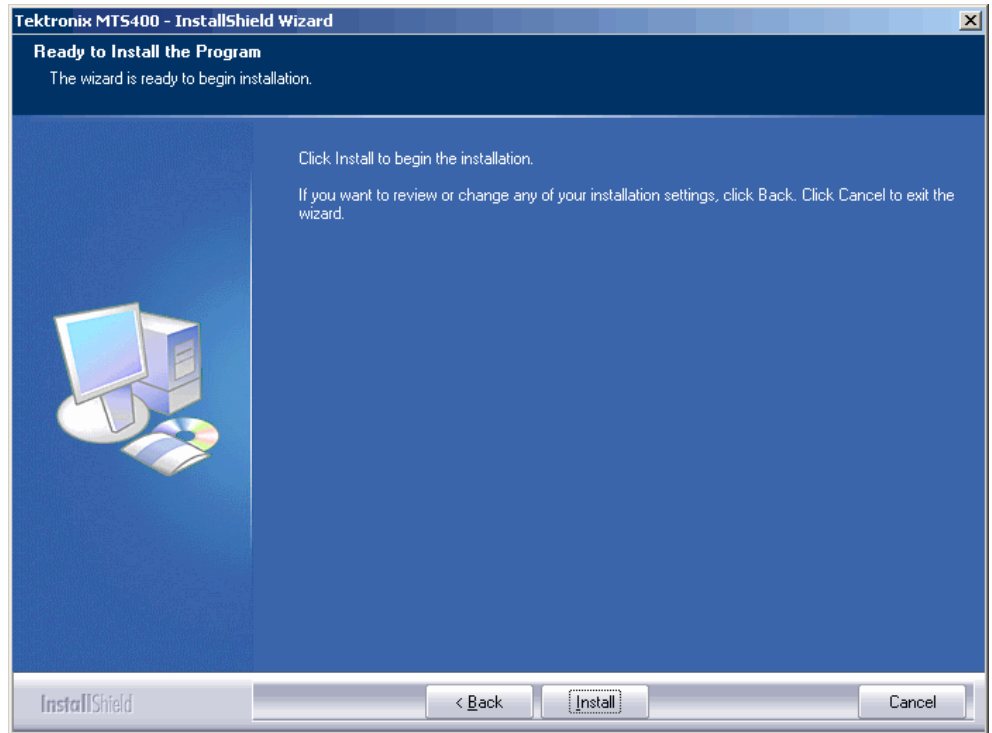 Tektronix MTS400 - InstallShield Wizard
Ready to Install the Program
The wizard is ready to begin installation.
Click Install to begin the installation.
If you want to review or change any of your installation settings, click Back. Click Cancel to exit the
wizard.
InstallShield
< Back
Install
Cancel